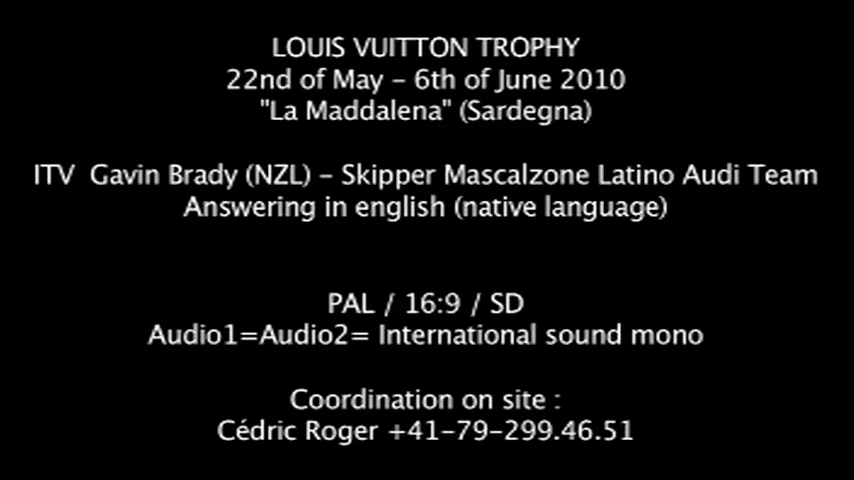 LOUIS VUITTON TROPHY
22nd of May - 6th of June 2010
"La Maddalena" (Sardegna)
ITV Gavin Brady (NZL) - Skipper Mascalzone Latino Audi Team
Answering in english (native language)
PAL / 16:9 / SD
Audio1=Audio2= International sound mono
Coordination on site :
Cédric Roger +41-79-299.46.51